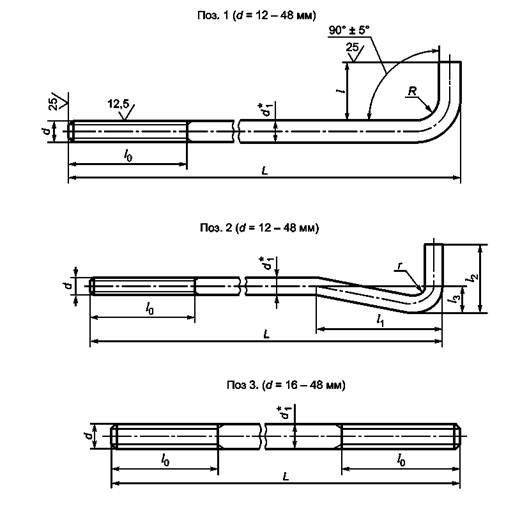 Поз. 1 (d = 12 – 48 мм)
90° ± 5°
25
25
12,5
d
d₁*
l
R
l₀
L
Поз. 2 (d = 12 – 48 мм)
d
d₁*
r
l₂
l₃
l₀
l₁
L
Поз 3. (d = 16 – 48 мм)
d
d₁*
l₀
l₀
L